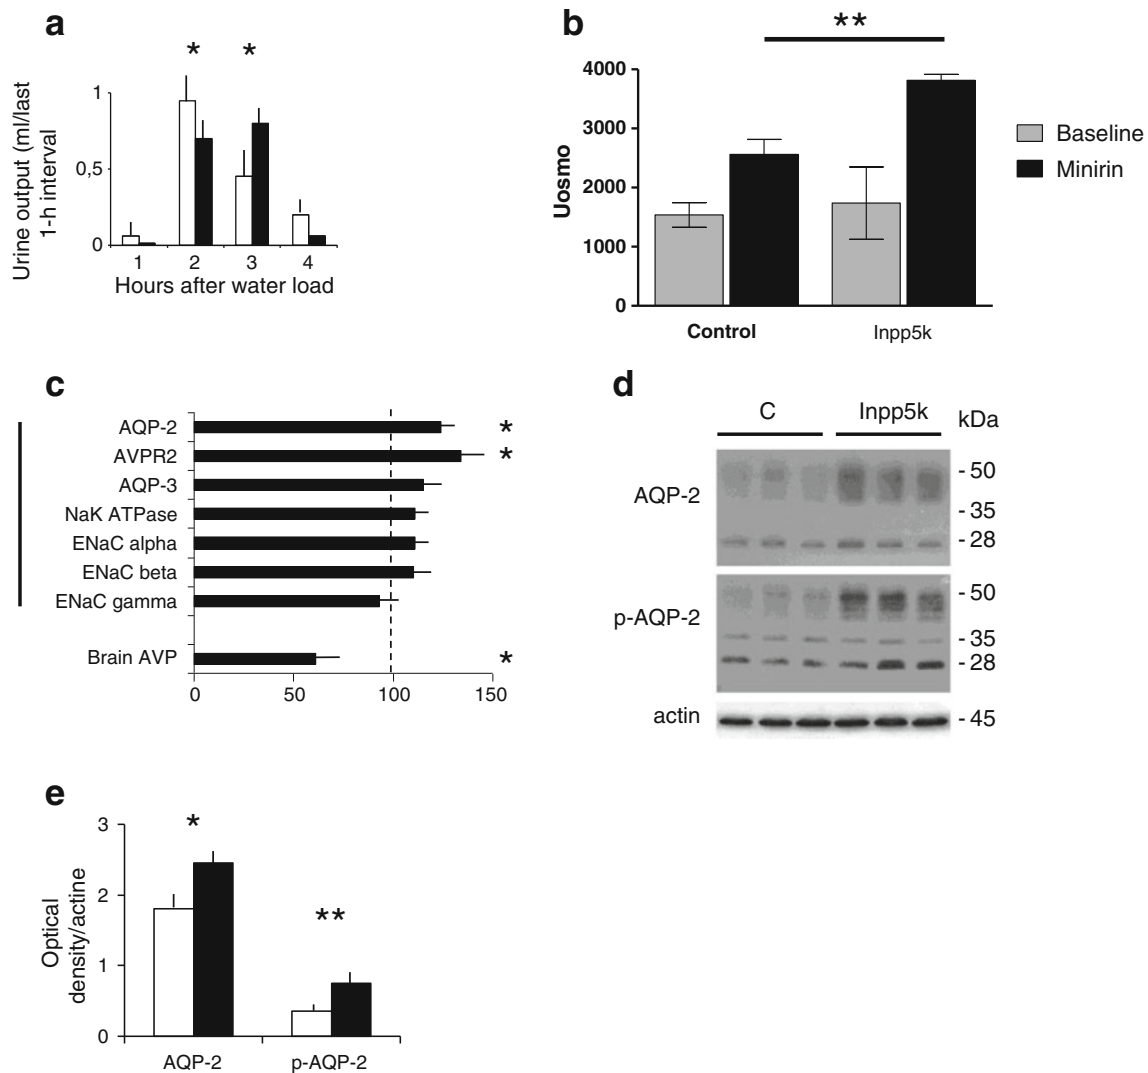 a
* *
Urine output (ml/last
1-h interval
1
0,5
0
1 2 3 4
Hours after water load
b
**
Uosmo
4000
3000
2000
1000
0
Control Inpp5k
Baseline
Minirin
c
AQP-2 *
AVPR2 *
AQP-3
NaK ATPase
ENaC alpha
ENaC beta
ENaC gamma
Brain AVP *
0 50 100 150
d
C Inpp5k kDa
AQP-2
- 50
- 35
- 28
p-AQP-2
- 50
- 35
- 28
actin - 45
e
Optical
density/actine
3
2
1
0
*
**
AQP-2 p-AQP-2